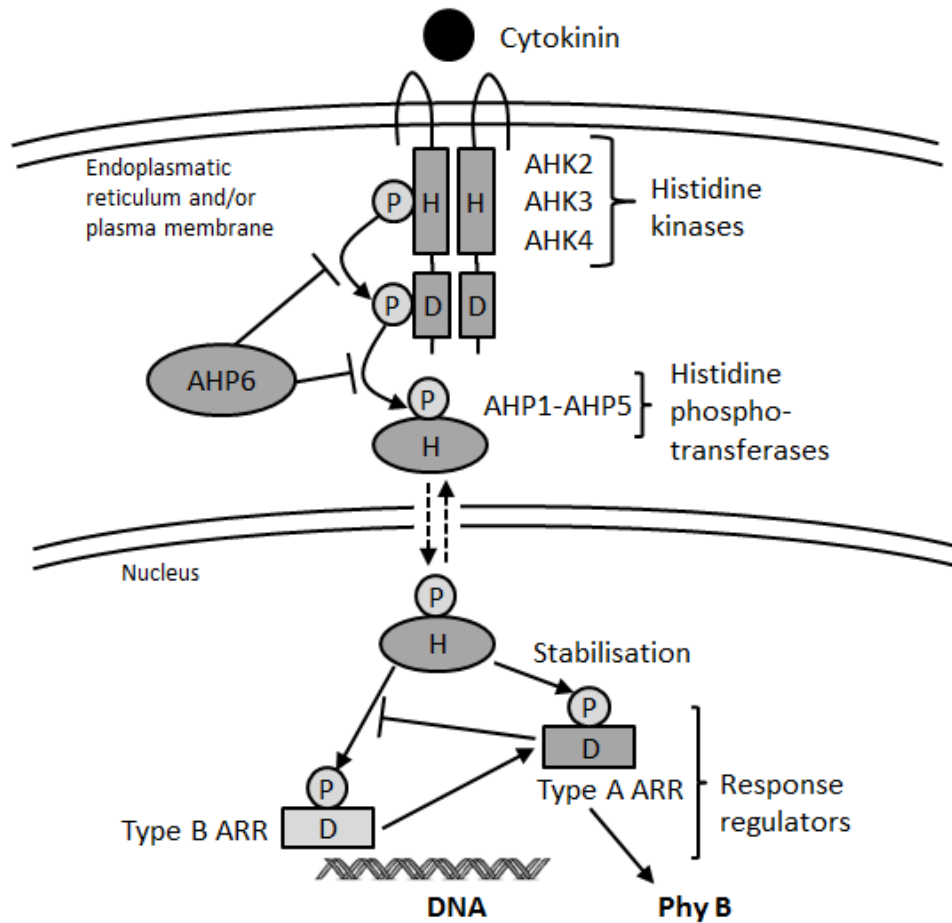 Cytokinin
Endoplasmatic
reticulum and/or
plasma membrane
AHK2
AHK3
AHK4
Histidine
kinases
P
H
H
P
D
D
AHP6
P
H
AHP1-AHP5
Histidine
phospho-
transferases
Nucleus
P
H
Stabilisation
P
D
Type A ARR
P
D
Type B ARR
Response
regulators
DNA
Phy B